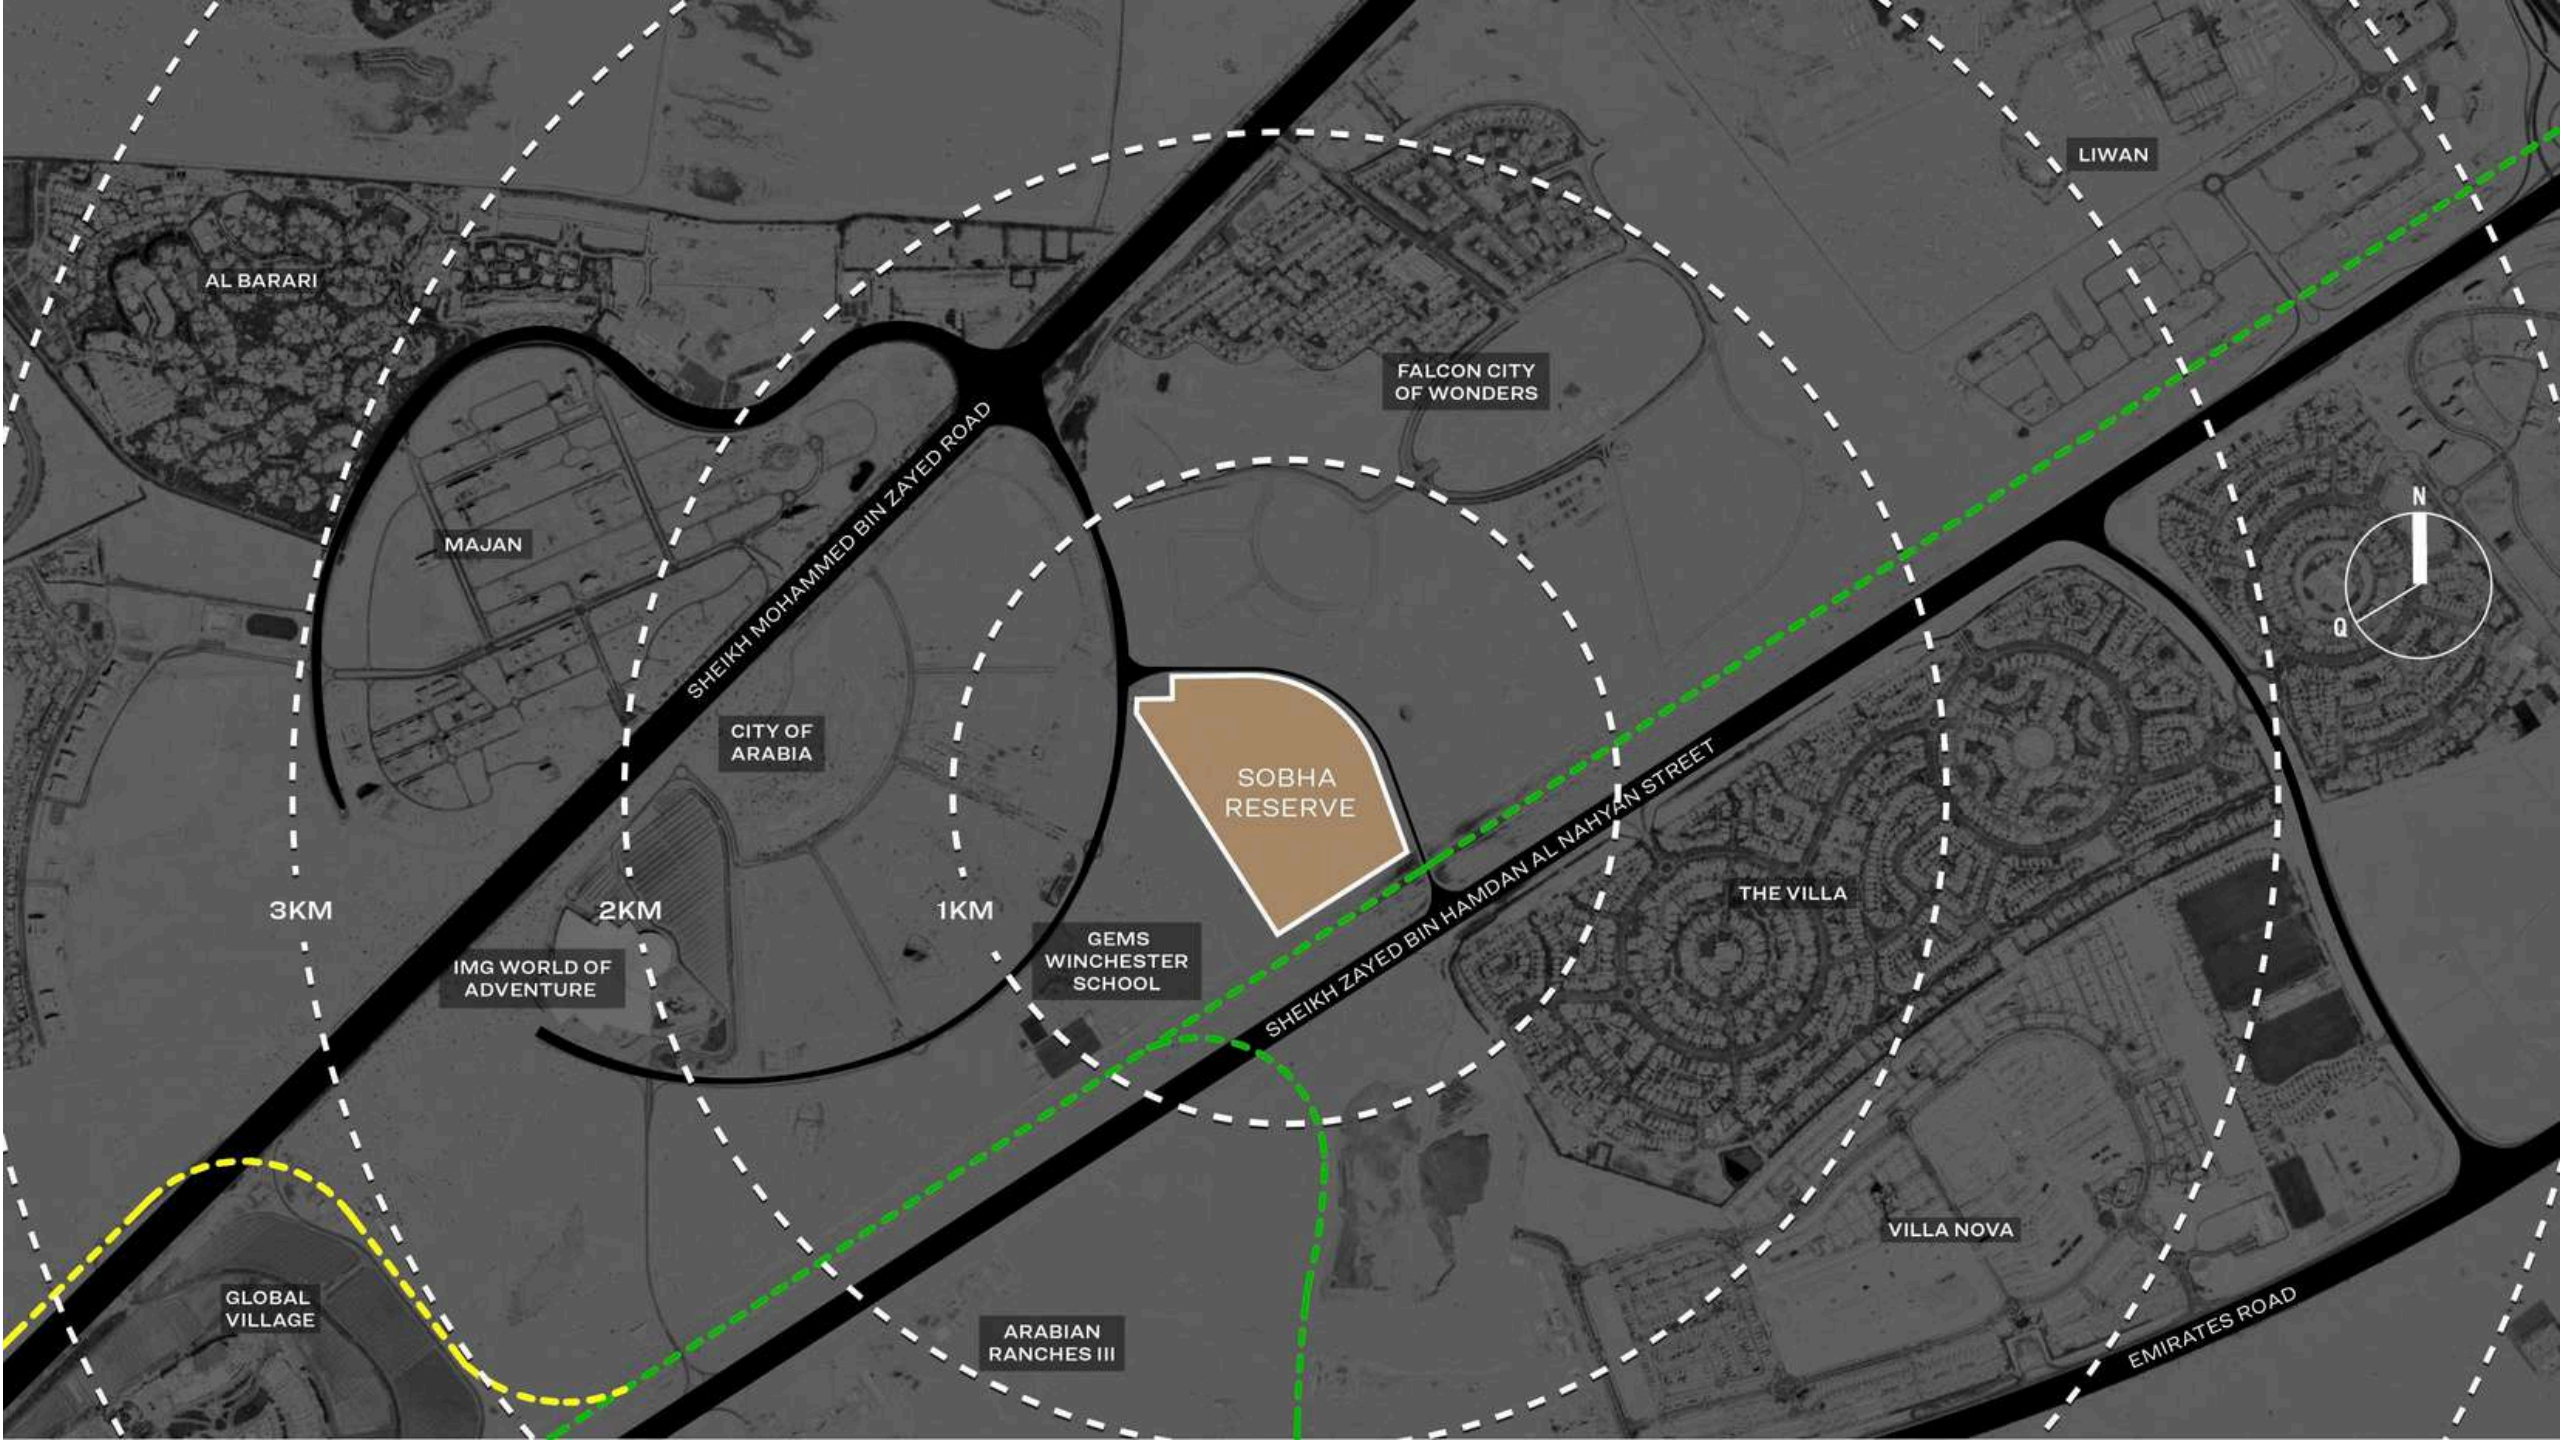 LIWAN
AL BARARI
FALCON CITY
OF WONDERS
N
Q
MAJAN
SHEIKH MOHAMMED BIN ZAYED ROAD
CITY OF
ARABIA
SOBHA
RESERVE
SHEIKH ZAYED BIN HAMDAN AL NAHYAN STREET
THE VILLA
3KM
2KM
1KM
GEMS
WINCHESTER
SCHOOL
IMG WORLD OF
ADVENTURE
VILLA NOVA
GLOBAL
VILLAGE
ARABIAN
RANCHES III
EMIRATES ROAD